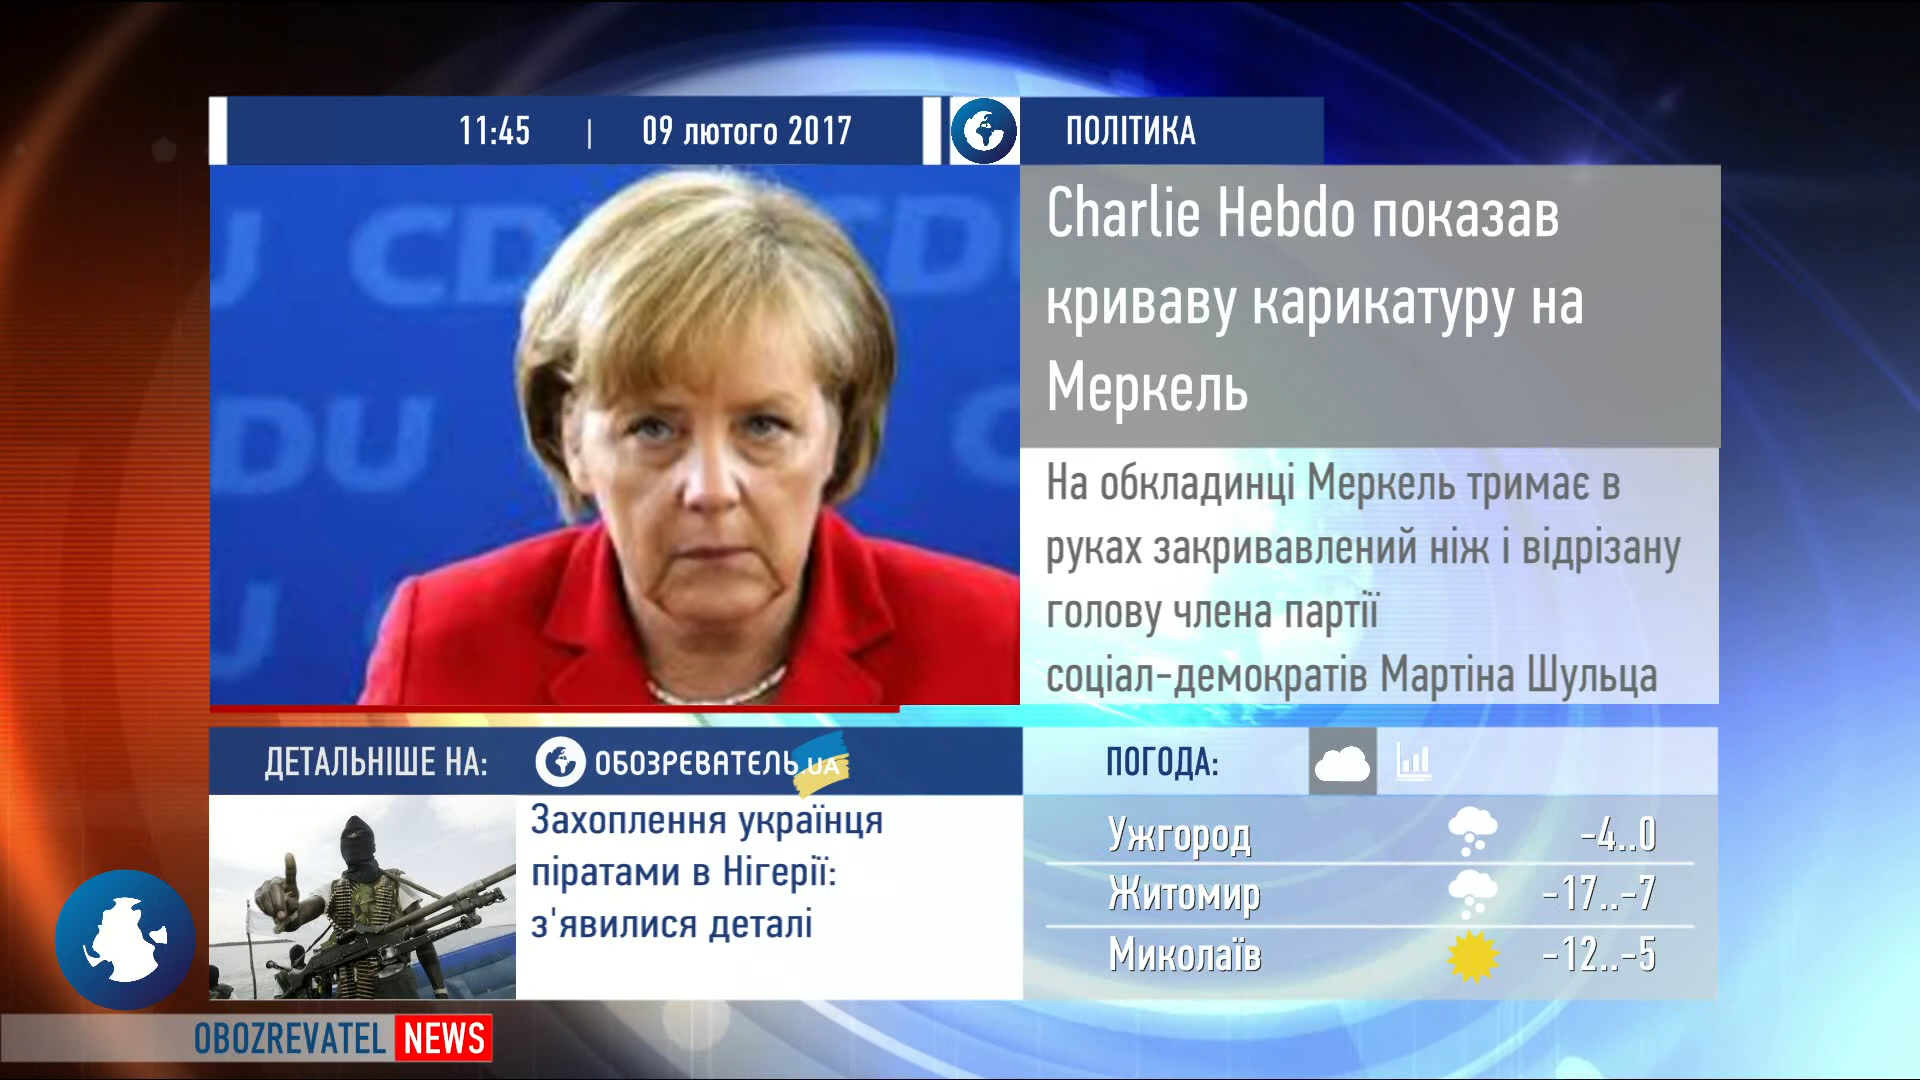 11:45 | 09 лютого 2017
ПОЛІТИКА
CDU
DU
Charlie Hebdo показав
криваву карикатуру на
Меркель
На обкладинці Меркель тримає в
руках закривавлений ніж і відрізану
голову члена партії
соціал-демократів Мартіна Шульца
ДЕТАЛЬНІШЕ НА:
ОБОЗРЕВАТЕЛЬ.UA
Захоплення українця
піратами в Нігерії:
з'явилися деталі
ПОГОДА:
Ужгород -4..0
Житомир -17..-7
Миколаїв -12..-5
OBOZREVATEL NEWS